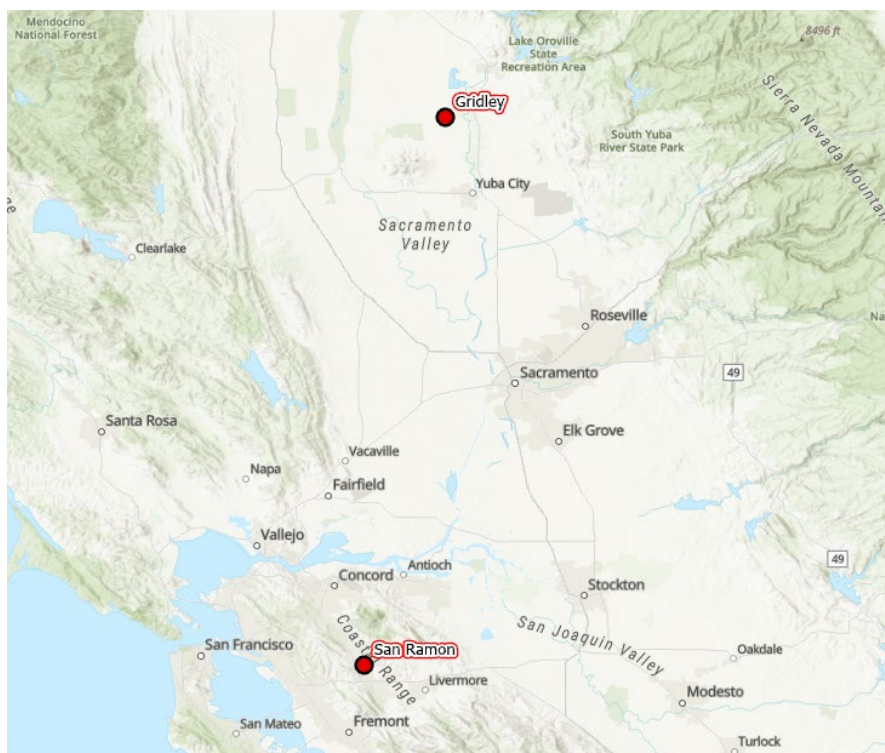 Mendocino
National Forest
Lake Oroville
State
Recreation Area
8496 ft
Gridley
Sierra Nevada Mountain
South Yuba
River State Park
Yuba City
Sacramento
Valley
Clearlake
Roseville
Na
Sacramento
49
Santa Rosa
Elk Grove
Vacaville
Napa
Fairfield
Vallejo
49
Antioch
Concord
Stockton
San Joaquin Valley
Coast Range
San Francisco
San Ramon
Oakdale
Livermore
Modesto
San Mateo
Fremont
Turlock